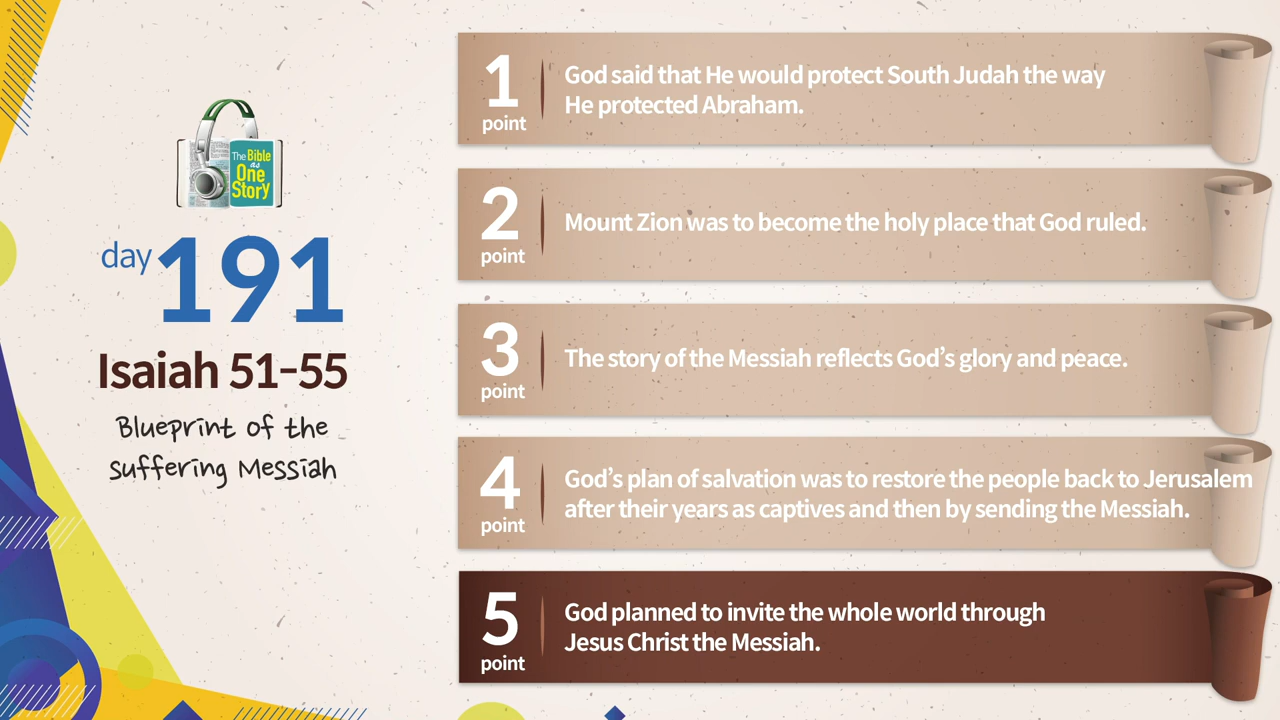 The Bible
as
One
Story
day 191
Isaiah 51-55
Blueprint of the
suffering Messiah
1
point
God said that He would protect South Judah the way
He protected Abraham.
2
point
Mount Zion was to become the holy place that God ruled.
3
point
The story of the Messiah reflects God's glory and peace.
4
point
God's plan of salvation was to restore the people back to Jerusalem
after their years as captives and then by sending the Messiah.
5
point
God planned to invite the whole world through
Jesus Christ the Messiah.